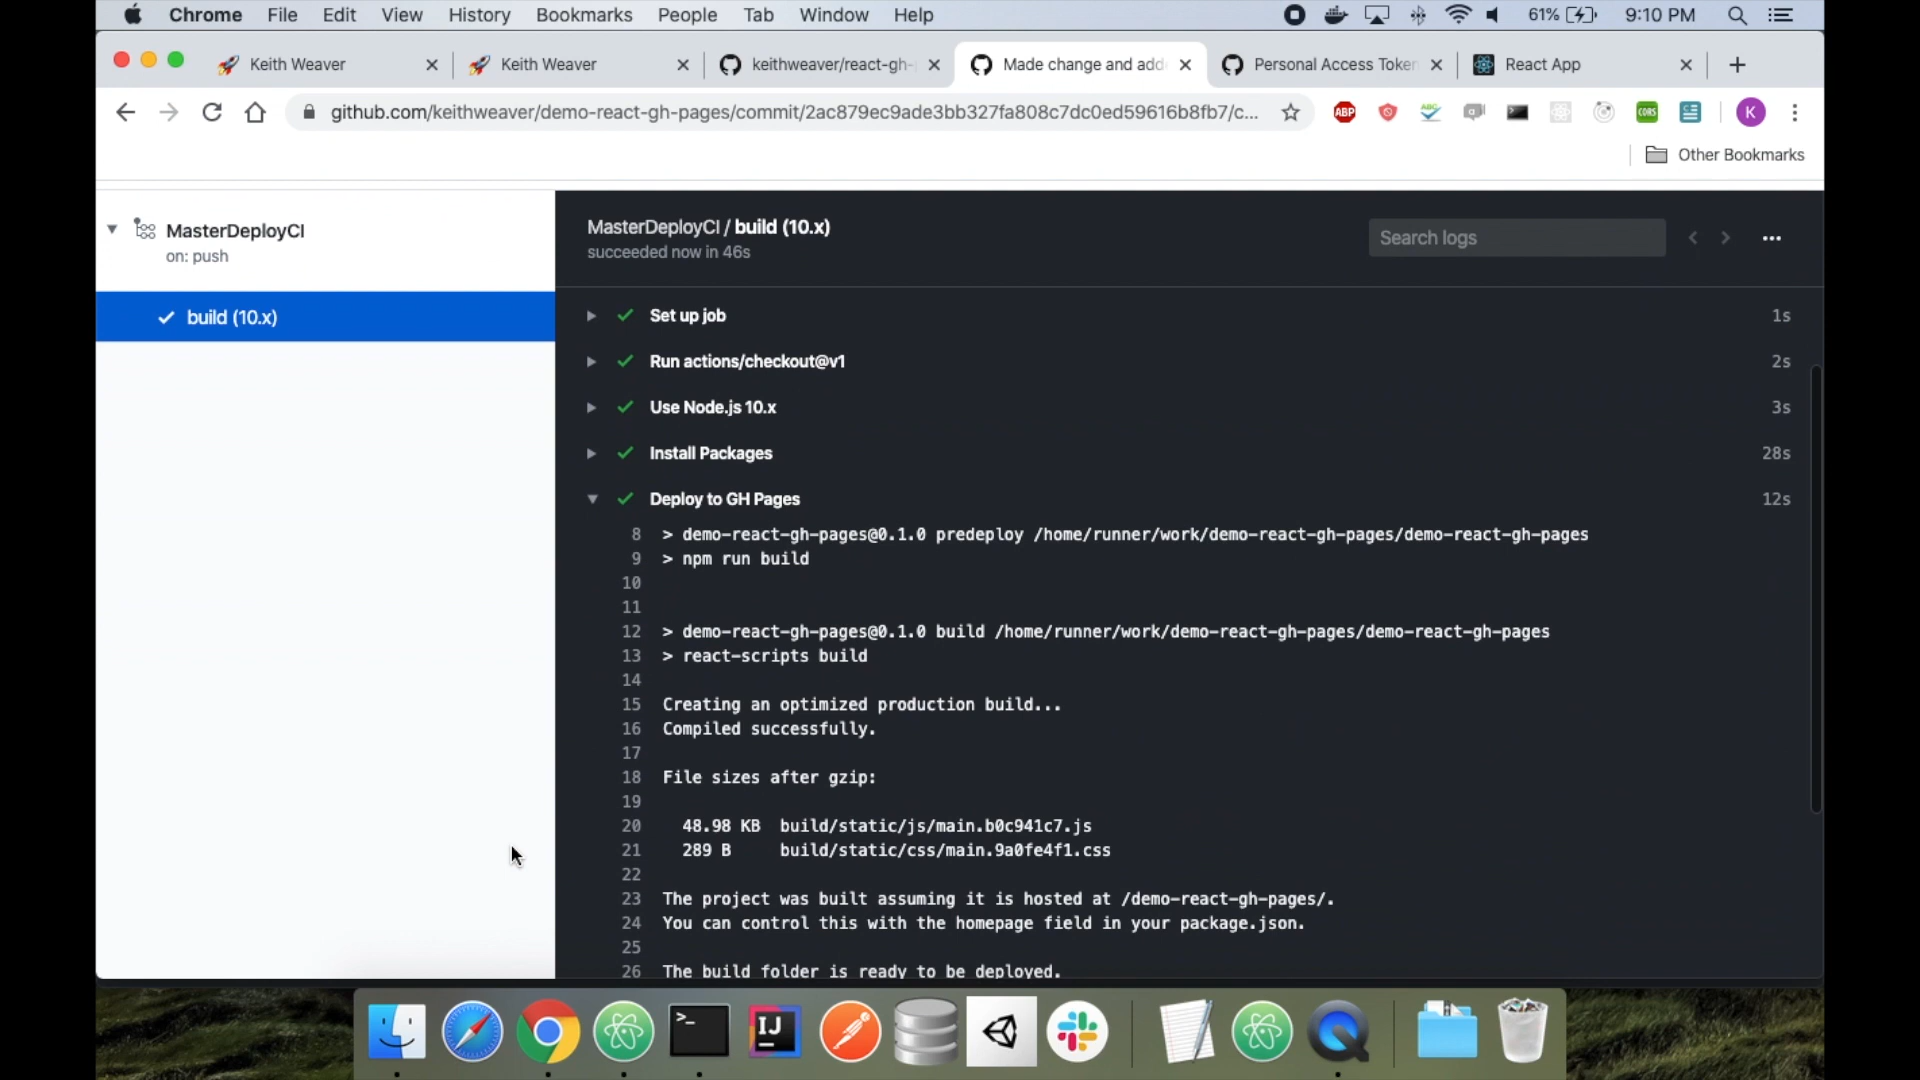 Chrome File Edit View History Bookmarks People Tab Window Help 61% 9:10 PM
Keith Weaver Keith Weaver keithweaver/react-gh- Made change and add Personal Access Token React App
github.com/keithweaver/demo-react-gh-pages/commit/2ac879ec9ade3bb327fa808c7dc0ed59616b8fb7/c... ABP ABC CORS K
Other Bookmarks
MasterDeployCI
on: push
build (10.x)
MasterDeployCI / build (10.x)
succeeded now in 46s
Search logs
Set up job 1s
Run actions/checkout@v1 2s
Use Node.js 10.x 3s
Install Packages 28s
Deploy to GH Pages 12s
8 > demo-react-gh-pages@0.1.0 predeploy /home/runner/work/demo-react-gh-pages/demo-react-gh-pages
9 > npm run build
10
11
12 > demo-react-gh-pages@0.1.0 build /home/runner/work/demo-react-gh-pages/demo-react-gh-pages
13 > react-scripts build
14
15 Creating an optimized production build...
16 Compiled successfully.
17
18 File sizes after gzip:
19
20 48.98 KB build/static/js/main.b0c941c7.js
21 289 B build/static/css/main.9a0fe4f1.css
22
23 The project was built assuming it is hosted at /demo-react-gh-pages/.
24 You can control this with the homepage field in your package.json.
25
26 The build folder is ready to be deployed.
>_ IJ